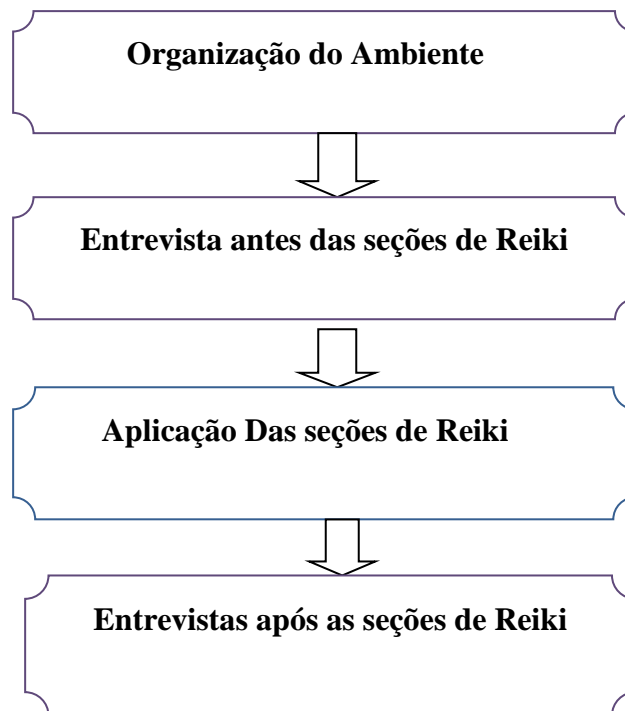 Organização do Ambiente
Entrevista antes das seções de Reiki
Aplicação Das seções de Reiki
Entrevistas após as seções de Reiki